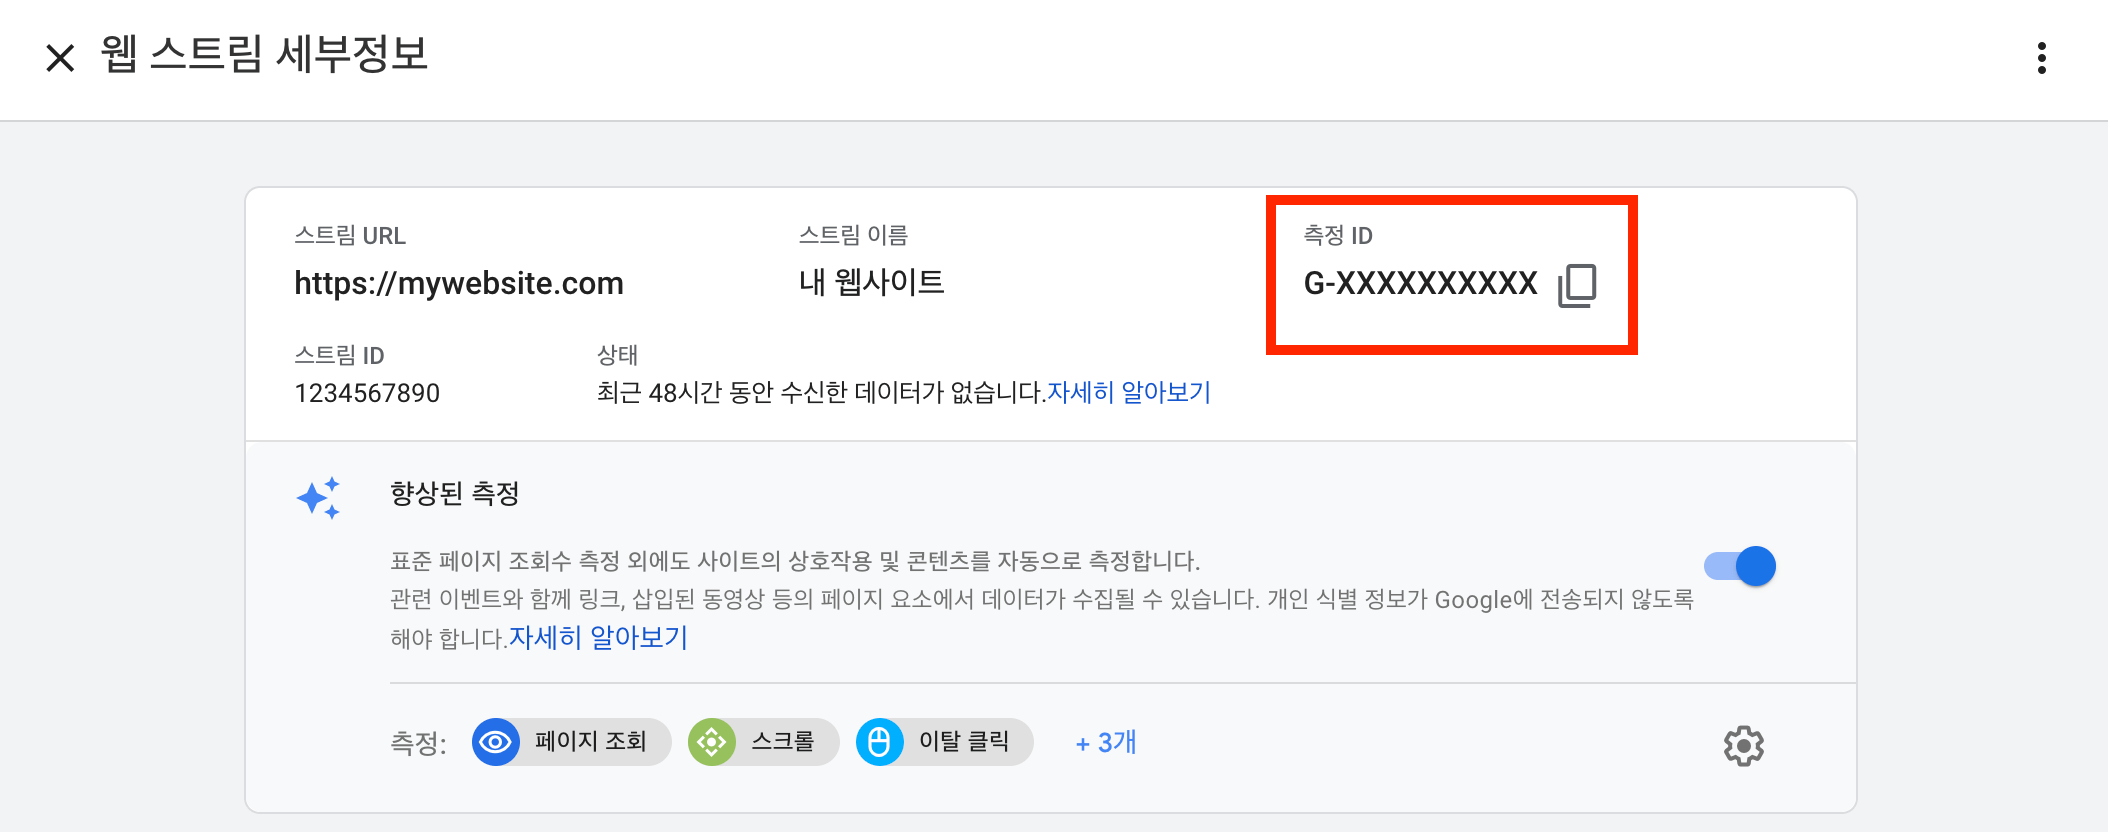 웹 스트림 세부정보
스트림 URL
https://mywebsite.com
스트림 이름
내 웹사이트
측정 ID
G-XXXXXXXXXX
스트림 ID
1234567890
상태
최근 48시간 동안 수신한 데이터가 없습니다.자세히 알아보기
향상된 측정
표준 페이지 조회수 측정 외에도 사이트의 상호작용 및 콘텐츠를 자동으로 측정합니다.
관련 이벤트와 함께 링크, 삽입된 동영상 등의 페이지 요소에서 데이터가 수집될 수 있습니다. 개인 식별 정보가 Google에 전송되지 않도록
해야 합니다.자세히 알아보기
측정: 페이지 조회 스크롤 이탈 클릭 + 3개